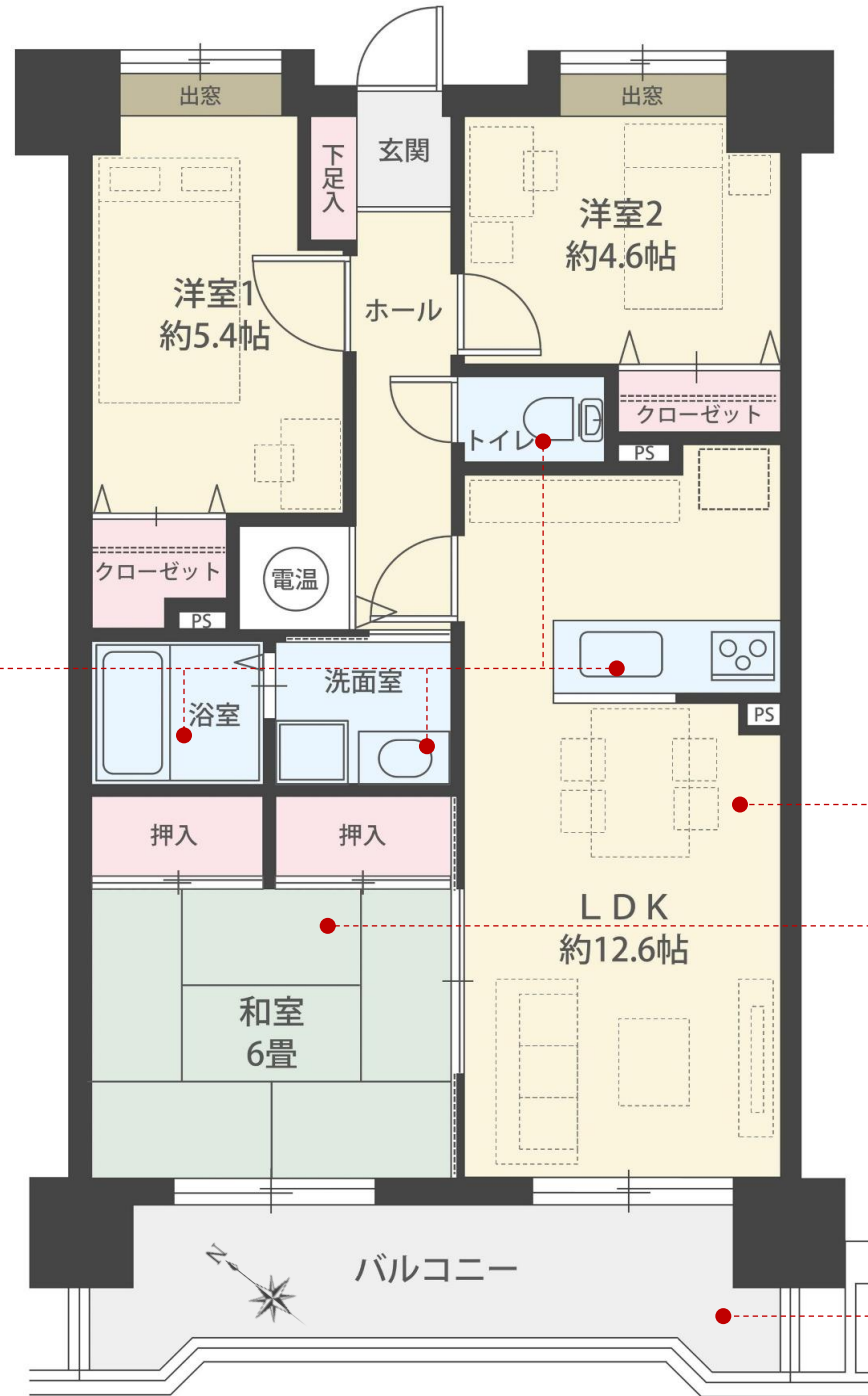 出窓
出窓
玄関
下足入
洋室2
約4.6帖
洋室1
約5.4帖
ホール
クローゼット
トイレ
PS
クローゼット
電温
PS
洗面室
浴室
PS
押入
押入
LDK
約12.6帖
和室
6畳
N
バルコニー